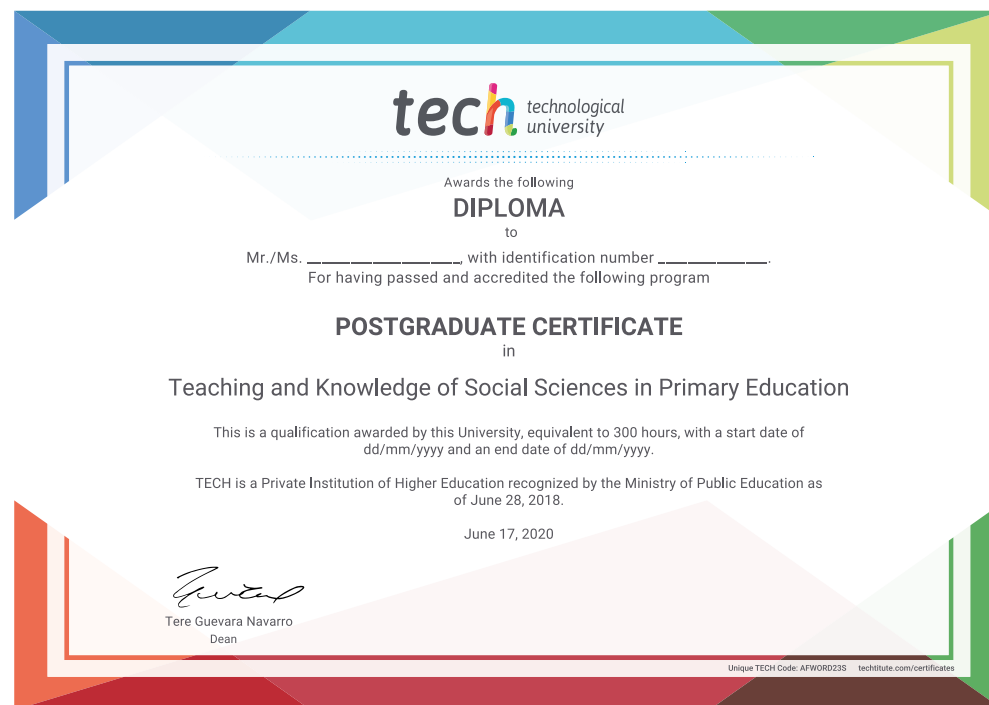 tech technological
university
Awards the following
DIPLOMA
to
Mr./Ms. ____________________, with identification number ______________.
For having passed and accredited the following program
POSTGRADUATE CERTIFICATE
in
Teaching and Knowledge of Social Sciences in Primary Education
This is a qualification awarded by this University, equivalent to 300 hours, with a start date of
dd/mm/yyyy and an end date of dd/mm/yyyy.
TECH is a Private Institution of Higher Education recognized by the Ministry of Public Education as
of June 28, 2018.
June 17, 2020
Tere Guevara Navarro
Dean
Unique TECH Code: AFWORD23S techtitute.com/certificates